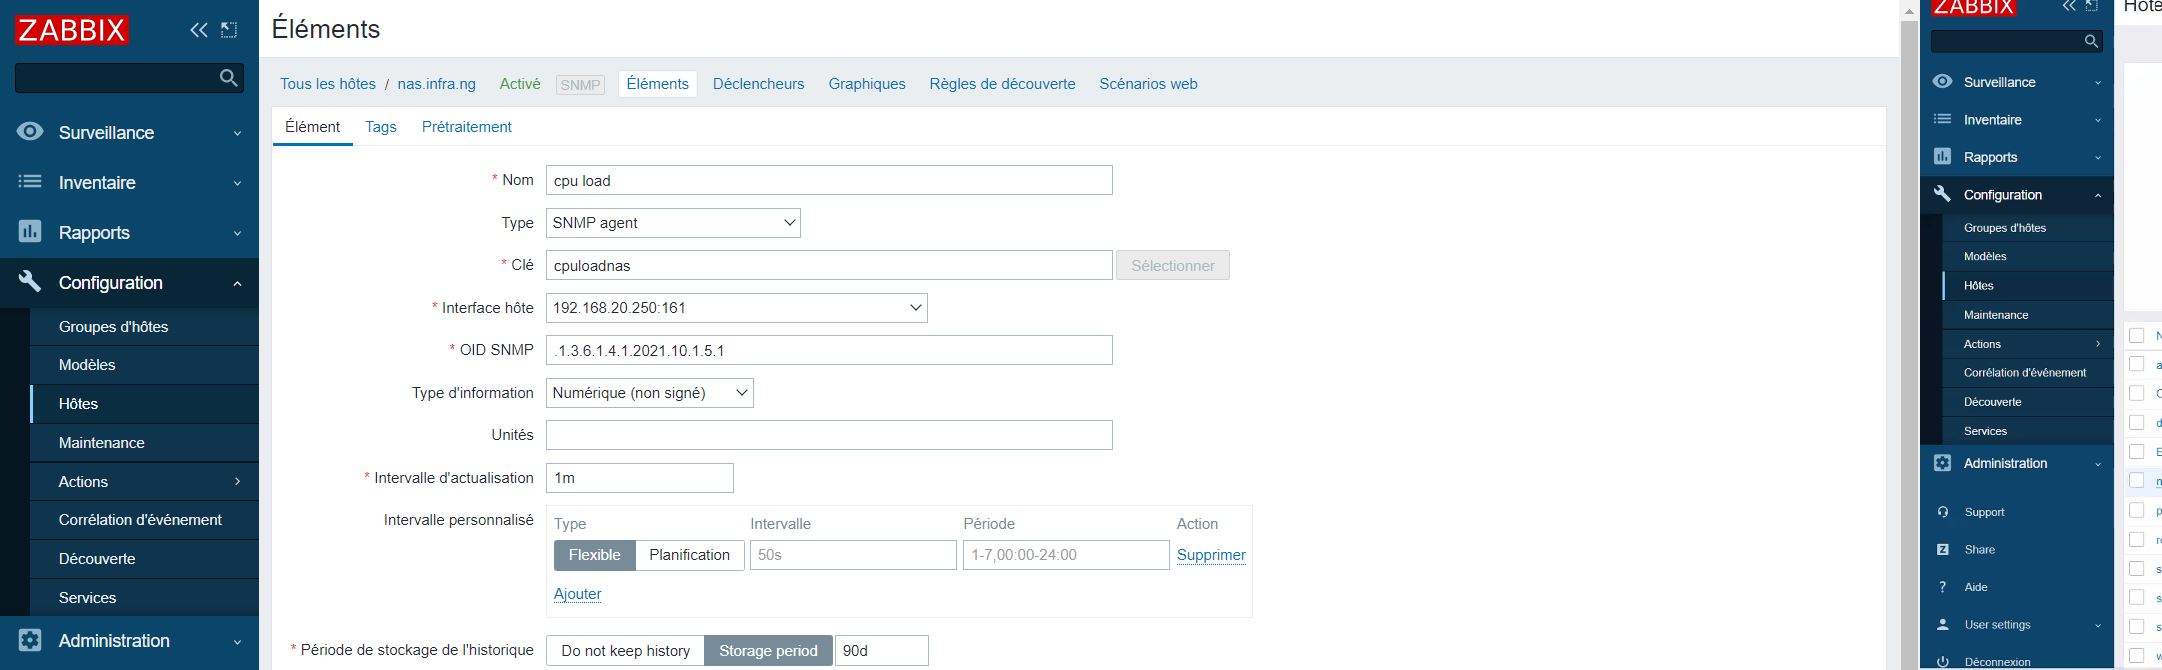 ZABBIX
Surveillance
Inventaire
Rapports
Configuration
Groupes d'hôtes
Modèles
Hôtes
Maintenance
Actions
Corrélation d'événement
Découverte
Services
Administration
Éléments
Tous les hôtes / nas.infra.ng Activé SNMP Éléments Déclencheurs Graphiques Règles de découverte Scénarios web
Élément Tags Prétraitement
* Nom cpu load
Type SNMP agent
* Clé cpuloadnas Sélectionner
* Interface hôte 192.168.20.250:161
* OID SNMP .1.3.6.1.4.1.2021.10.1.5.1
Type d'information Numérique (non signé)
Unités
* Intervalle d'actualisation 1m
Intervalle personnalisé Type Intervalle Période Action
Flexible Planification 50s 1-7,00:00-24:00 Supprimer
Ajouter
* Période de stockage de l'historique Do not keep history Storage period 90d
ZABBIX
Surveillance
Inventaire
Rapports
Configuration
Groupes d'hôtes
Modèles
Hôtes
Maintenance
Actions
Corrélation d'événement
Découverte
Services
Administration
Support
Z Share
? Aide
User settings
Déconnexion